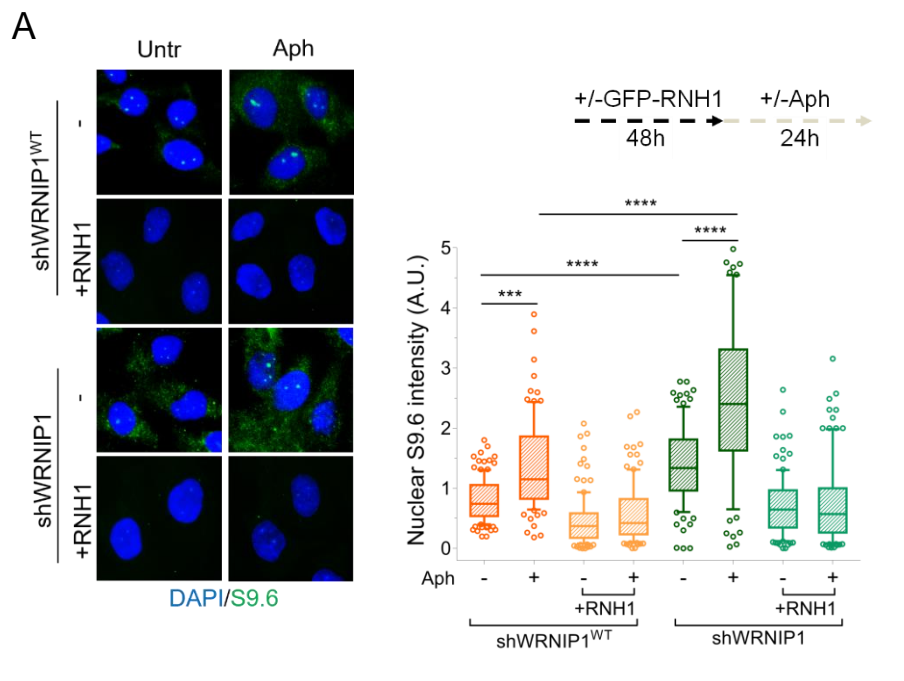 A
Untr
Aph
shWRNIP1WT
-
+RNH1
shWRNIP1
-
+RNH1
DAPI/S9.6
+/-GFP-RNH1
+/-Aph
48h
24h
Nuclear S9.6 intensity (A.U.)
5
4
3
2
1
0
****
****
****
***
Aph - + - + - + - +
+RNH1 +RNH1
shWRNIP1WT shWRNIP1